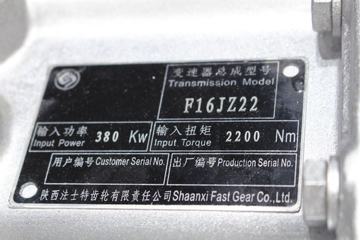 变速器总成型号
Transmission Model
F16JZ22
输入功率 Input Power 380 Kw 输入扭矩 Input Torque 2200 Nm
用户编号 Customer Serial No. 出厂编号 Production Serial No.
陕西法士特齿轮有限责任公司 Shaanxi Fast Gear Co.,Ltd.